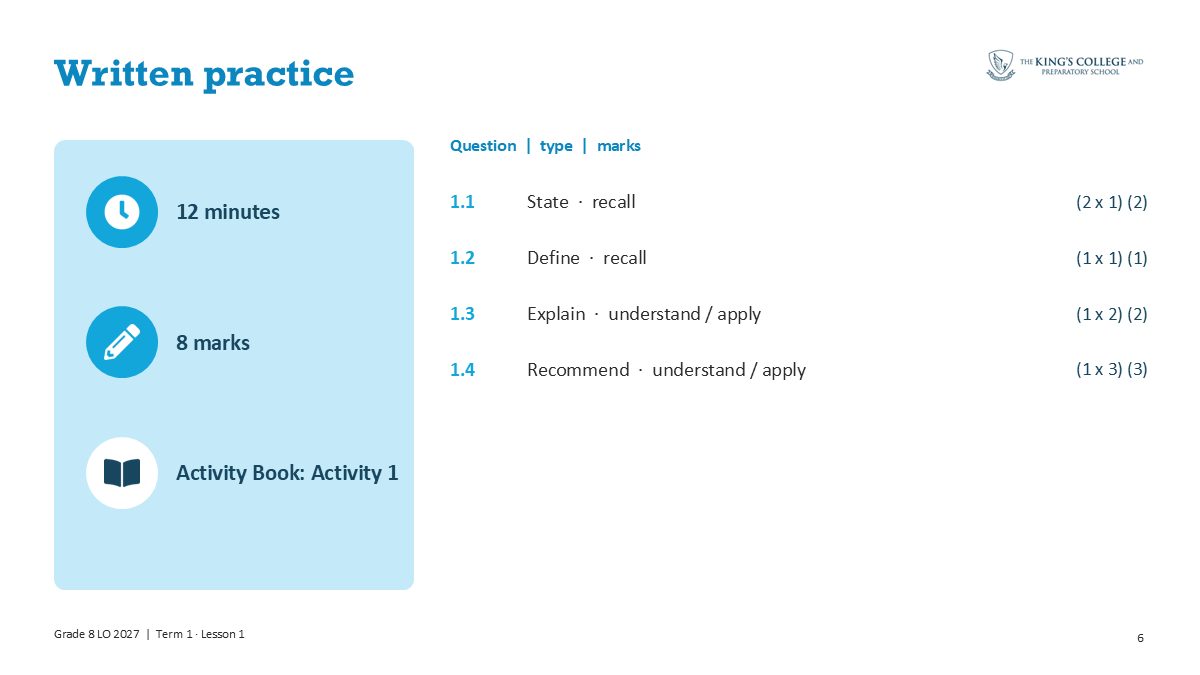 Written practice
THE KING'S COLLEGE AND
PREPARATORY SCHOOL
12 minutes
8 marks
Activity Book: Activity 1
Question | type | marks
1.1 State · recall (2 x 1) (2)
1.2 Define · recall (1 x 1) (1)
1.3 Explain · understand / apply (1 x 2) (2)
1.4 Recommend · understand / apply (1 x 3) (3)
Grade 8 LO 2027 | Term 1 · Lesson 1
6